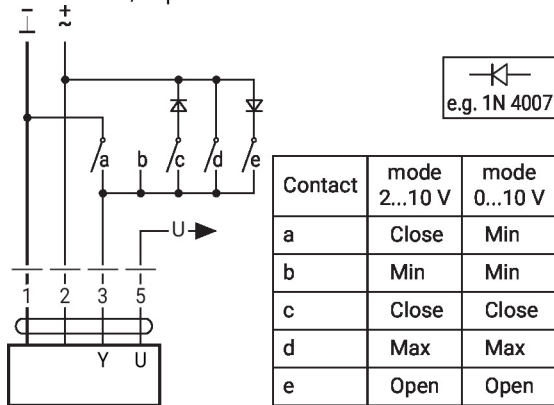 − +
⊥ ~
a b c d e
U
1 2 3 5
Y U
e.g. 1N 4007
Contact mode 2...10 V mode 0...10 V
a Close Min
b Min Min
c Close Close
d Max Max
e Open Open